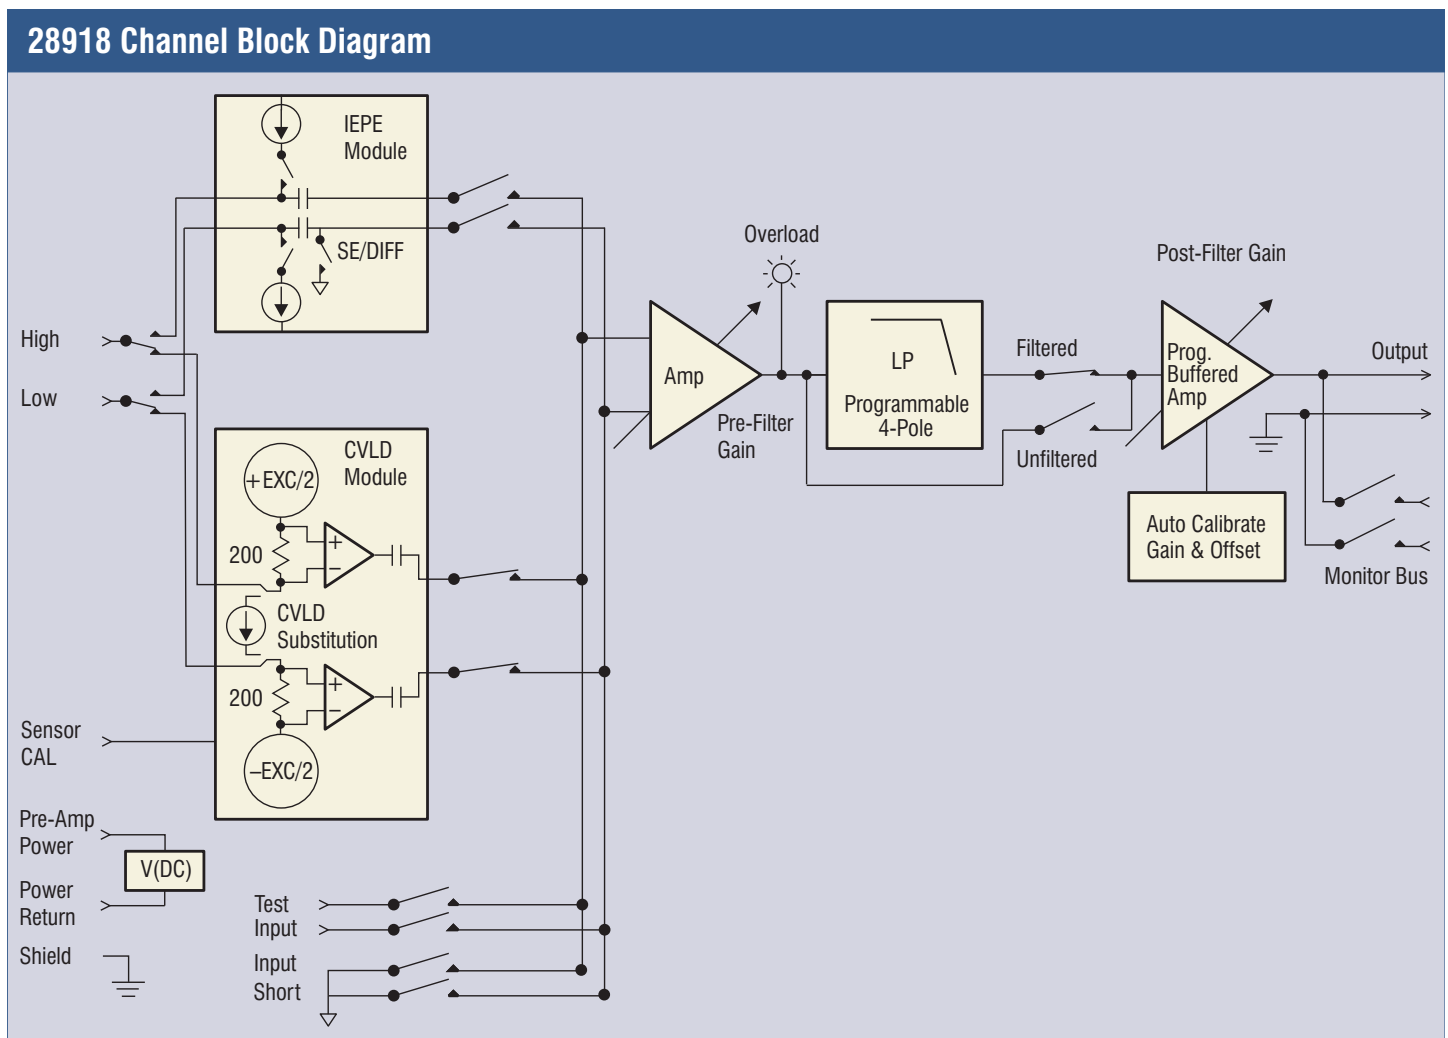 28918 Channel Block Diagram
IEPE
Module
SE/DIFF
High
Low
CVLD
Module
+EXC/2
200
+
−
CVLD
Substitution
200
+
−
–EXC/2
Sensor
CAL
Pre-Amp
Power
V(DC)
Power
Return
Shield
Test
Input
Input
Short
Amp
Pre-Filter
Gain
Overload
LP
Programmable
4-Pole
Filtered
Unfiltered
Post-Filter Gain
Prog.
Buffered
Amp
Auto Calibrate
Gain & Offset
Output
Monitor Bus